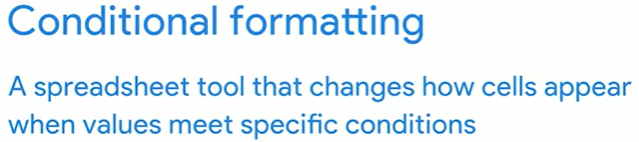 Conditional formatting
A spreadsheet tool that changes how cells appear
when values meet specific conditions